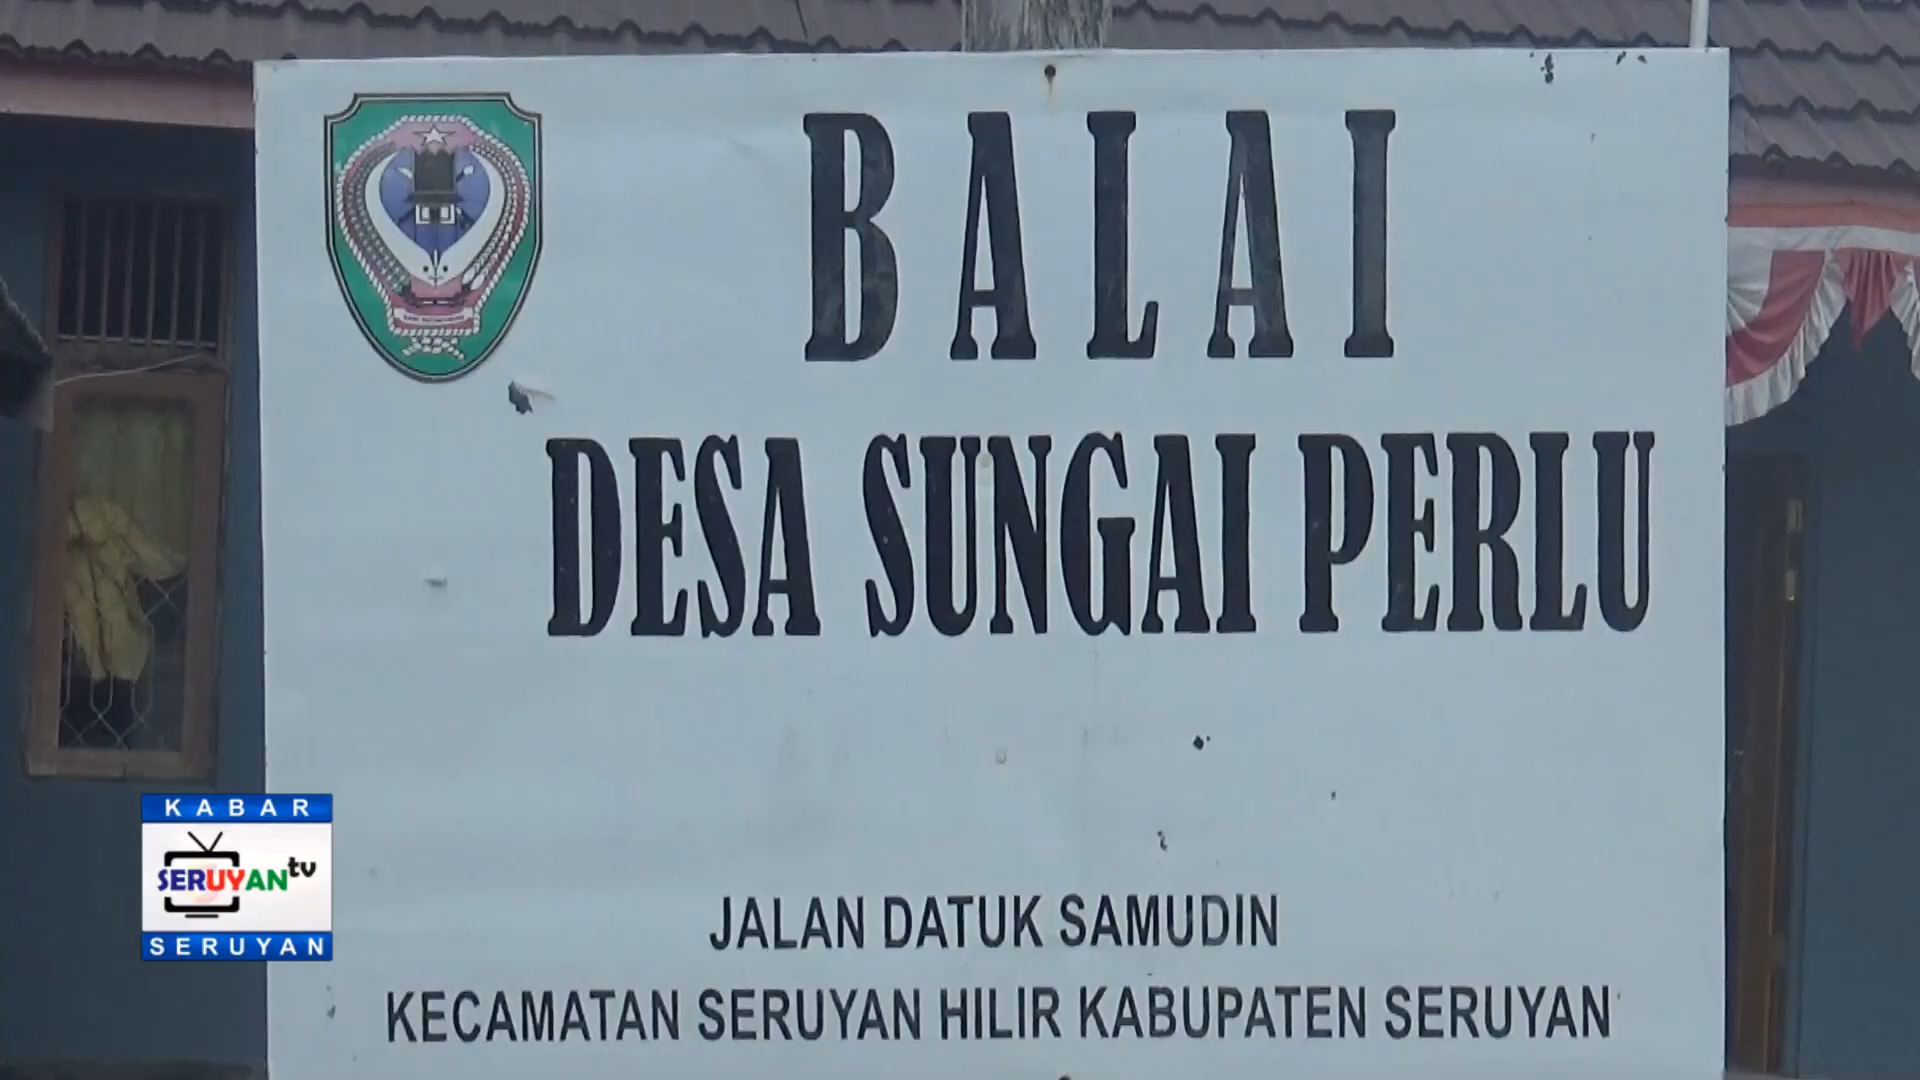 BALAI
DESA SUNGAI PERLU
JALAN DATUK SAMUDIN
KECAMATAN SERUYAN HILIR KABUPATEN SERUYAN
KABAR
SERUYAN tv
SERUYAN